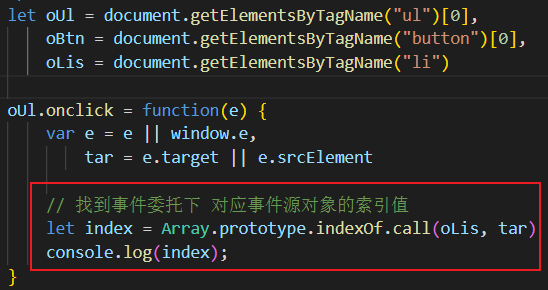 let oUl = document.getElementsByTagName("ul")[0],
    oBtn = document.getElementsByTagName("button")[0],
    oLis = document.getElementsByTagName("li")
oUl.onclick = function(e) {
    var e = e || window.e,
        tar = e.target || e.srcElement
    // 找到事件委托下 对应事件源对象的索引值
    let index = Array.prototype.indexOf.call(oLis, tar)
    console.log(index);
}